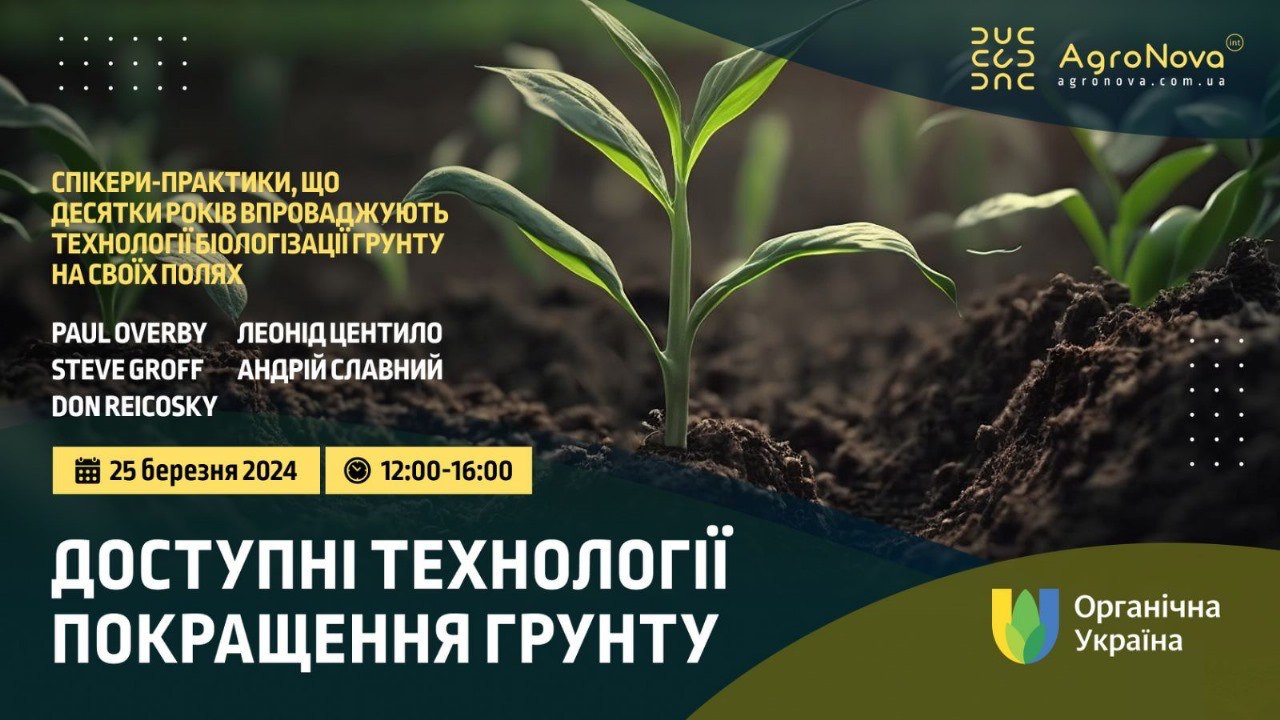 AgroNova int
agronova.com.ua
СПІКЕРИ-ПРАКТИКИ, ЩО
ДЕСЯТКИ РОКІВ ВПРОВАДЖУЮТЬ
ТЕХНОЛОГІЇ БІОЛОГІЗАЦІЇ ГРУНТУ
НА СВОЇХ ПОЛЯХ
PAUL OVERBY ЛЕОНІД ЦЕНТИЛО
STEVE GROFF АНДРІЙ СЛАВНИЙ
DON REICOSKY
25 березня 2024 12:00-16:00
ДОСТУПНІ ТЕХНОЛОГІЇ
ПОКРАЩЕННЯ ГРУНТУ
Органічна
Україна